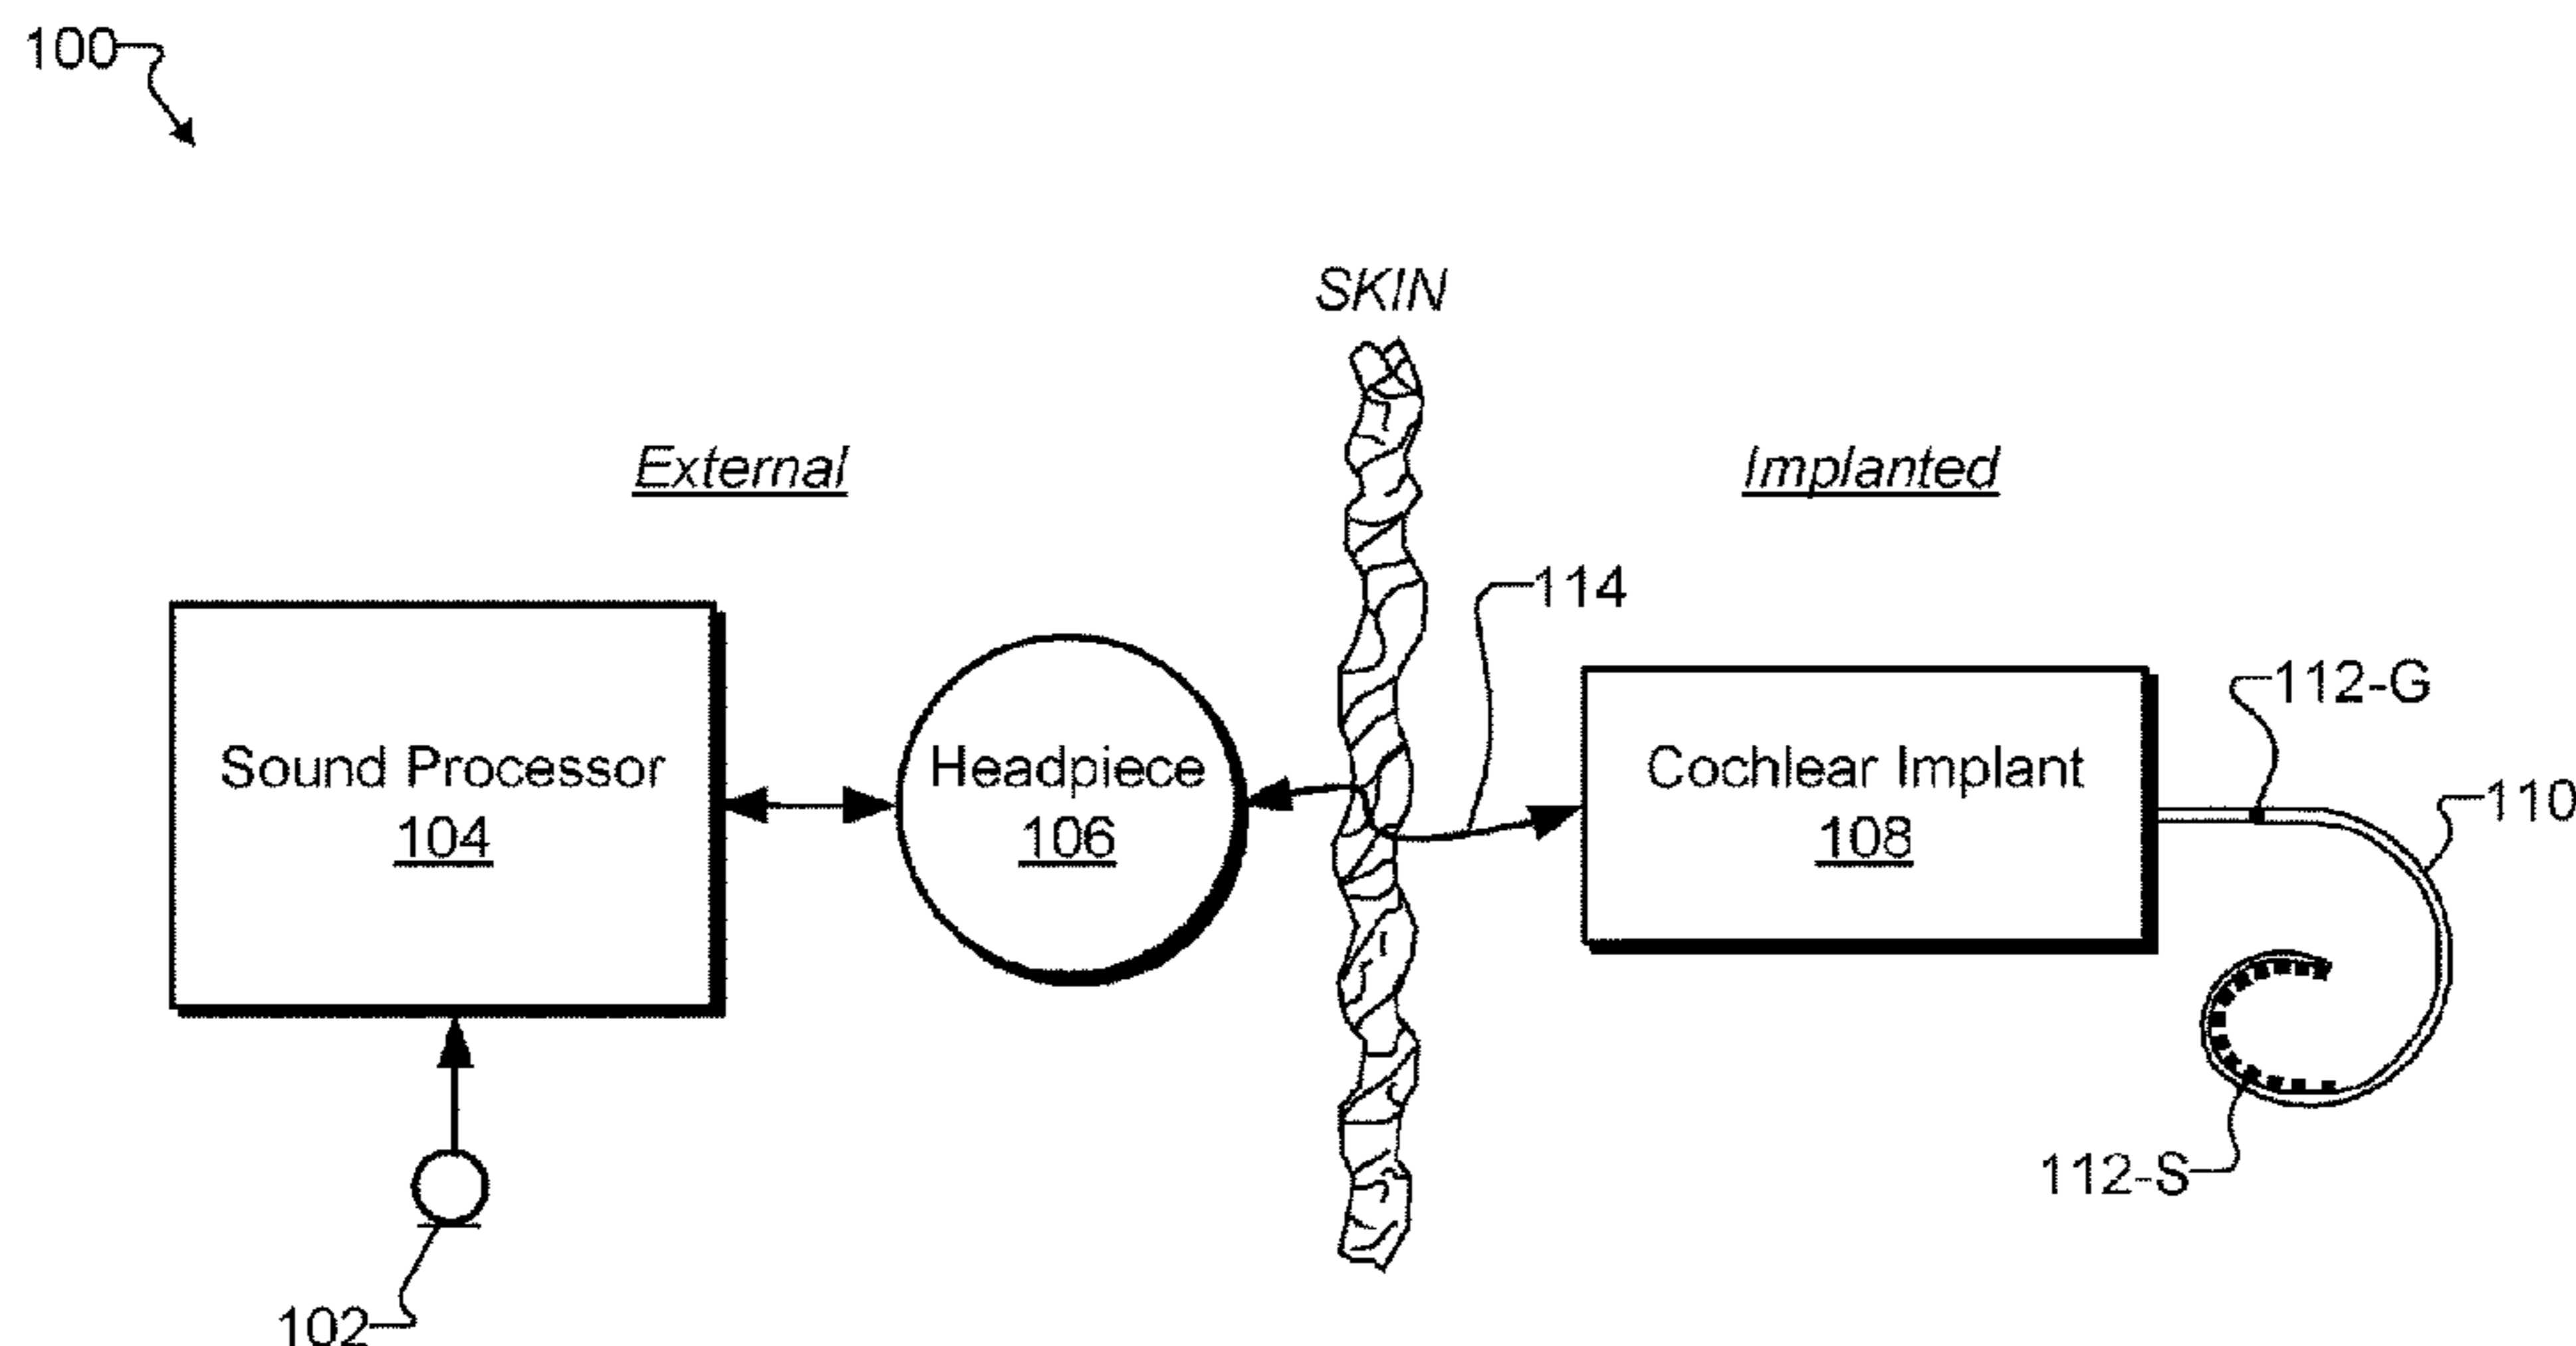 100
SKIN
External
Implanted
114
112-G
Sound Processor
104
Headpiece
106
Cochlear Implant
108
110
112-S
102